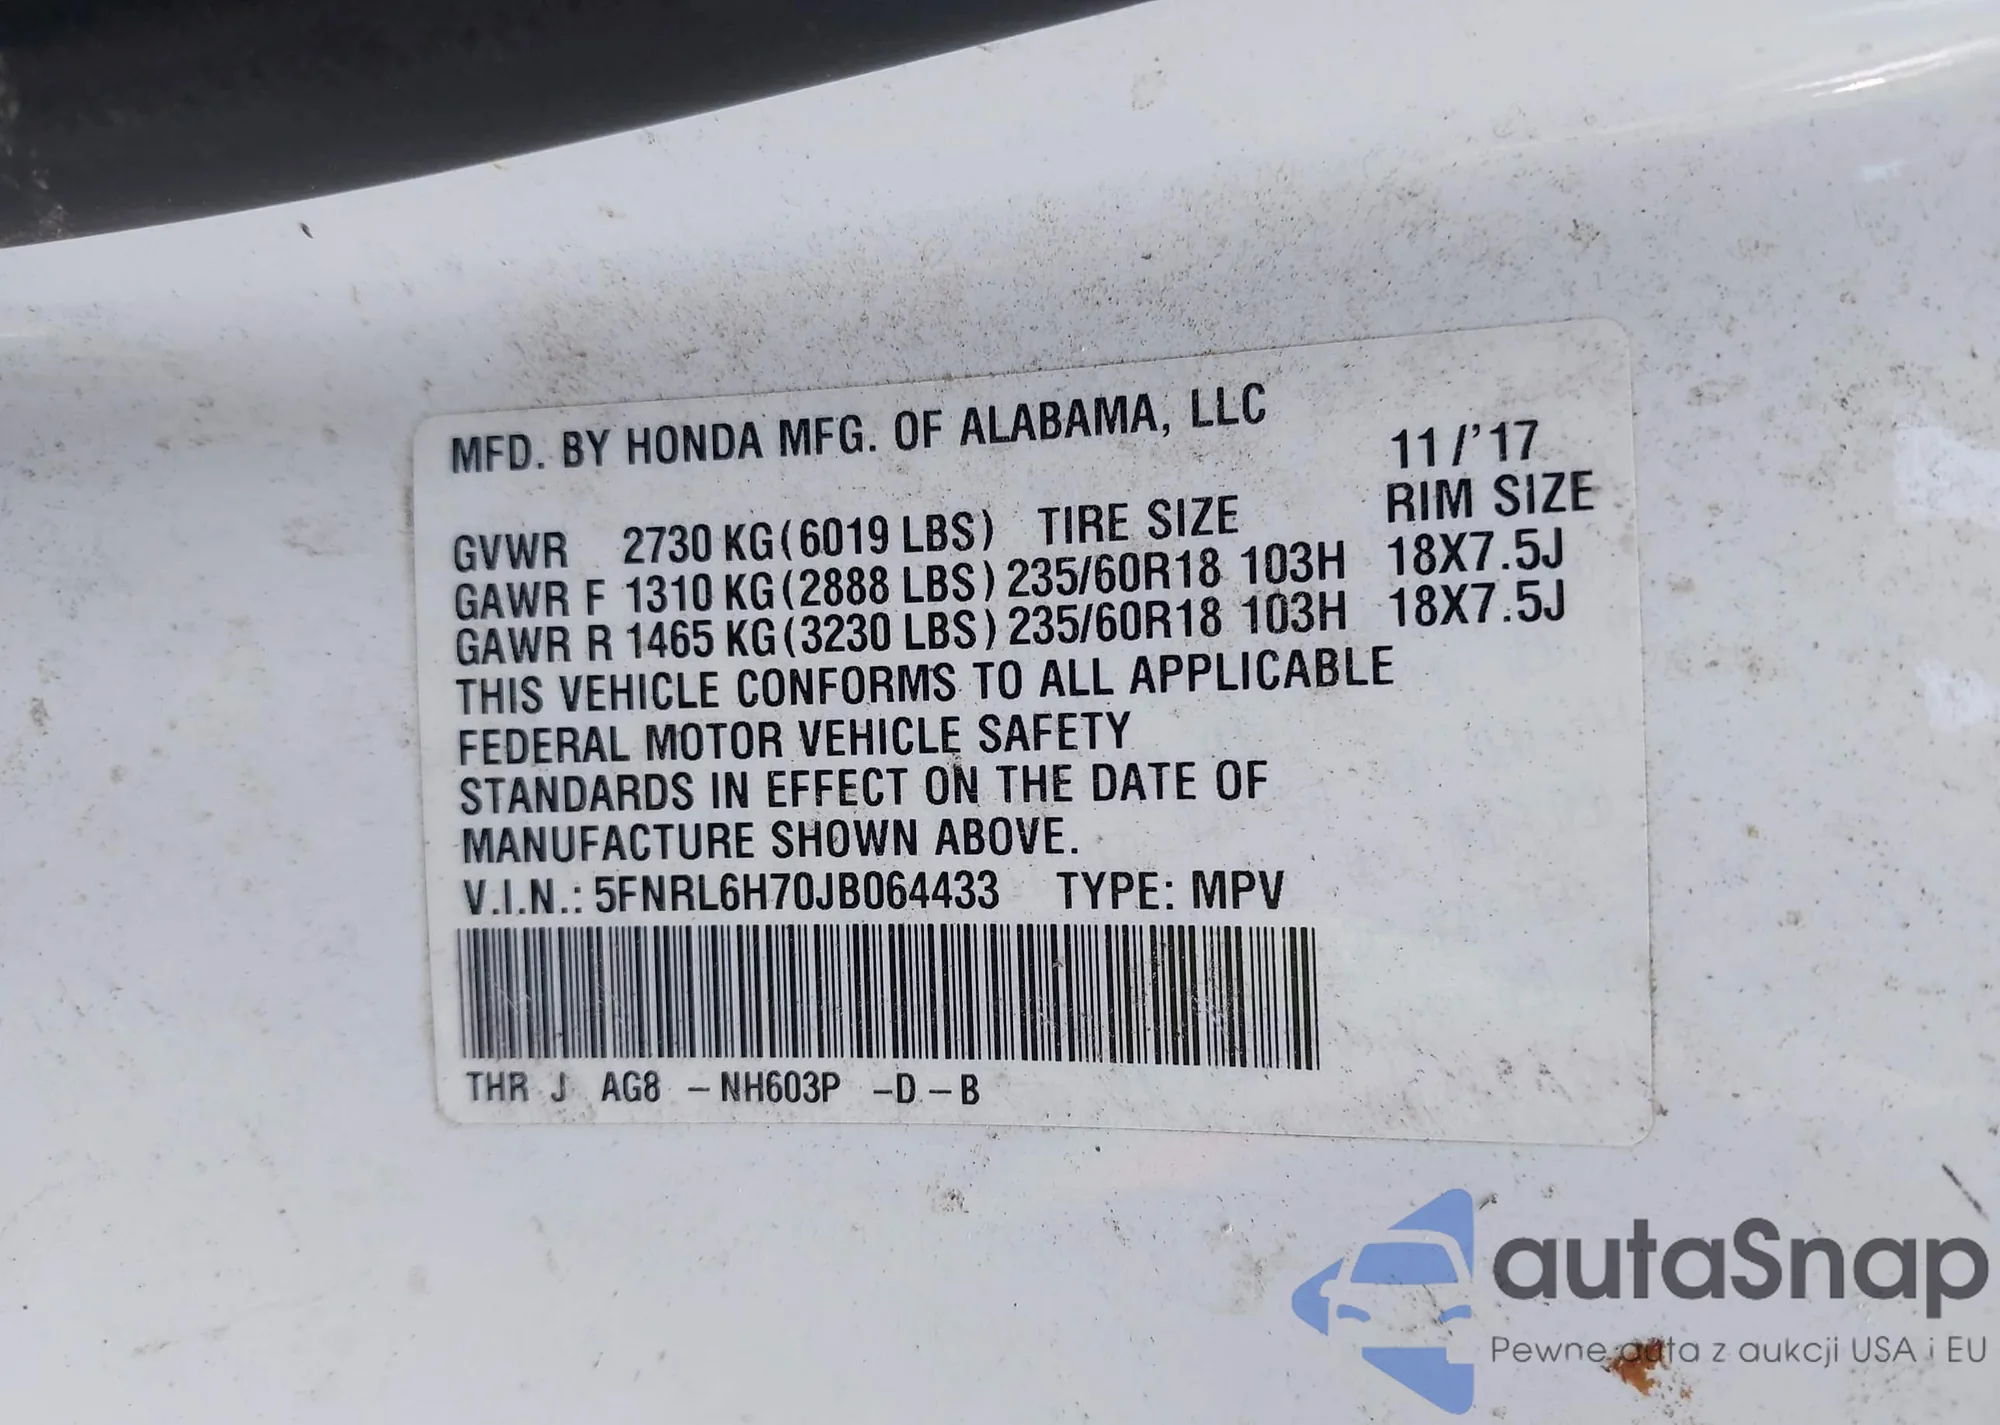 MFD. BY HONDA MFG. OF ALABAMA, LLC 11/'17
GVWR 2730 KG(6019 LBS) TIRE SIZE RIM SIZE
GAWR F 1310 KG(2888 LBS) 235/60R18 103H 18X7.5J
GAWR R 1465 KG(3230 LBS) 235/60R18 103H 18X7.5J
THIS VEHICLE CONFORMS TO ALL APPLICABLE
FEDERAL MOTOR VEHICLE SAFETY
STANDARDS IN EFFECT ON THE DATE OF
MANUFACTURE SHOWN ABOVE.
V.I.N.: 5FNRL6H70JB064433 TYPE: MPV
THR J AG8 -NH603P -D-B
autaSnap
Pewne auta z aukcji USA i EU